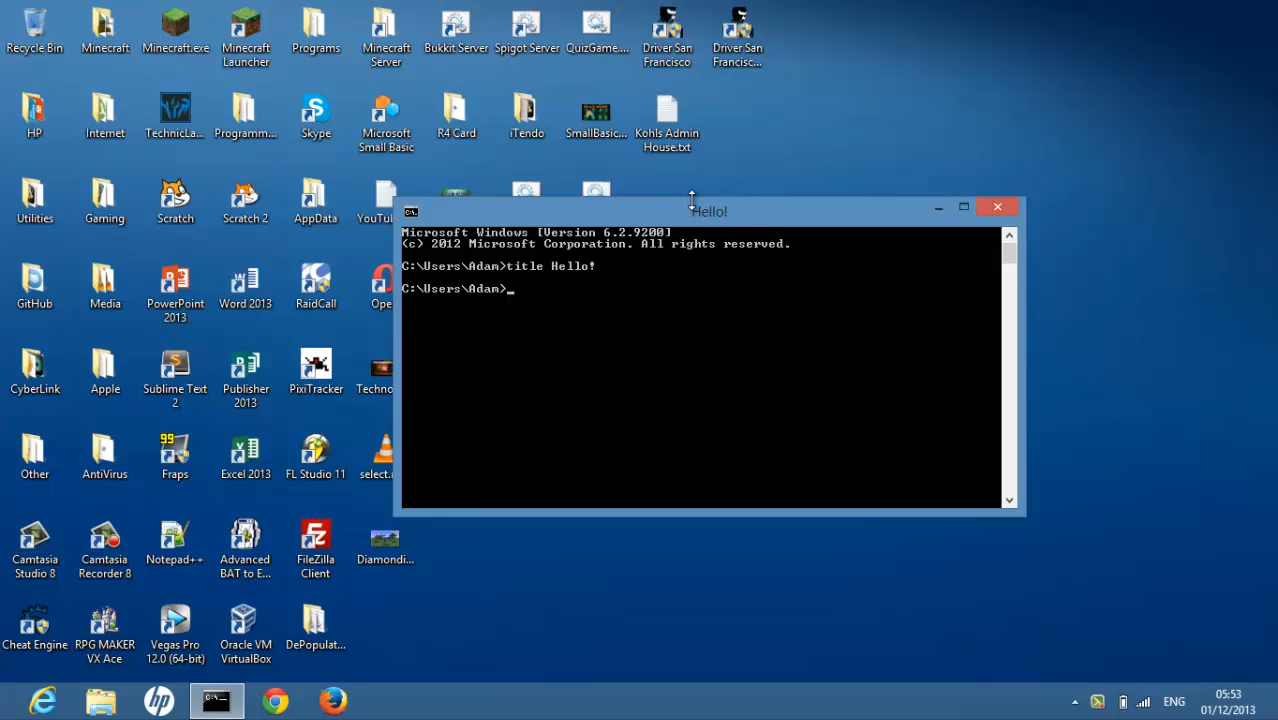 Recycle Bin
Minecraft
Minecraft.exe
Minecraft
Launcher
Programs
Minecraft
Server
Bukkit Server
Spigot Server
QuizGame....
Driver San
Francisco
Driver San
Francisc...
HP
Internet
TechnicLa...
Programm...
Skype
Microsoft
Small Basic
R4 Card
iTendo
SmallBasic...
Kohls Admin
House.txt
Utilities
Gaming
Scratch
Scratch 2
AppData
YouTu
Hello!
Microsoft Windows [Version 6.2.9200]
(c) 2012 Microsoft Corporation. All rights reserved.
C:\Users\Adam>title Hello!
C:\Users\Adam>_
GitHub
Media
PowerPoint
2013
Word 2013
RaidCall
Ope
CyberLink
Apple
Sublime Text
2
Publisher
2013
PixiTracker
Techno
Other
AntiVirus
99
Fraps
Excel 2013
FL Studio 11
select.r
Camtasia
Studio 8
Camtasia
Recorder 8
Notepad++
Advanced
BAT to E...
FileZilla
Client
Diamondi...
Cheat Engine
RPG MAKER
VX Ace
Vegas Pro
12.0 (64-bit)
Oracle VM
VirtualBox
DePopulat...
ENG
05:53
01/12/2013